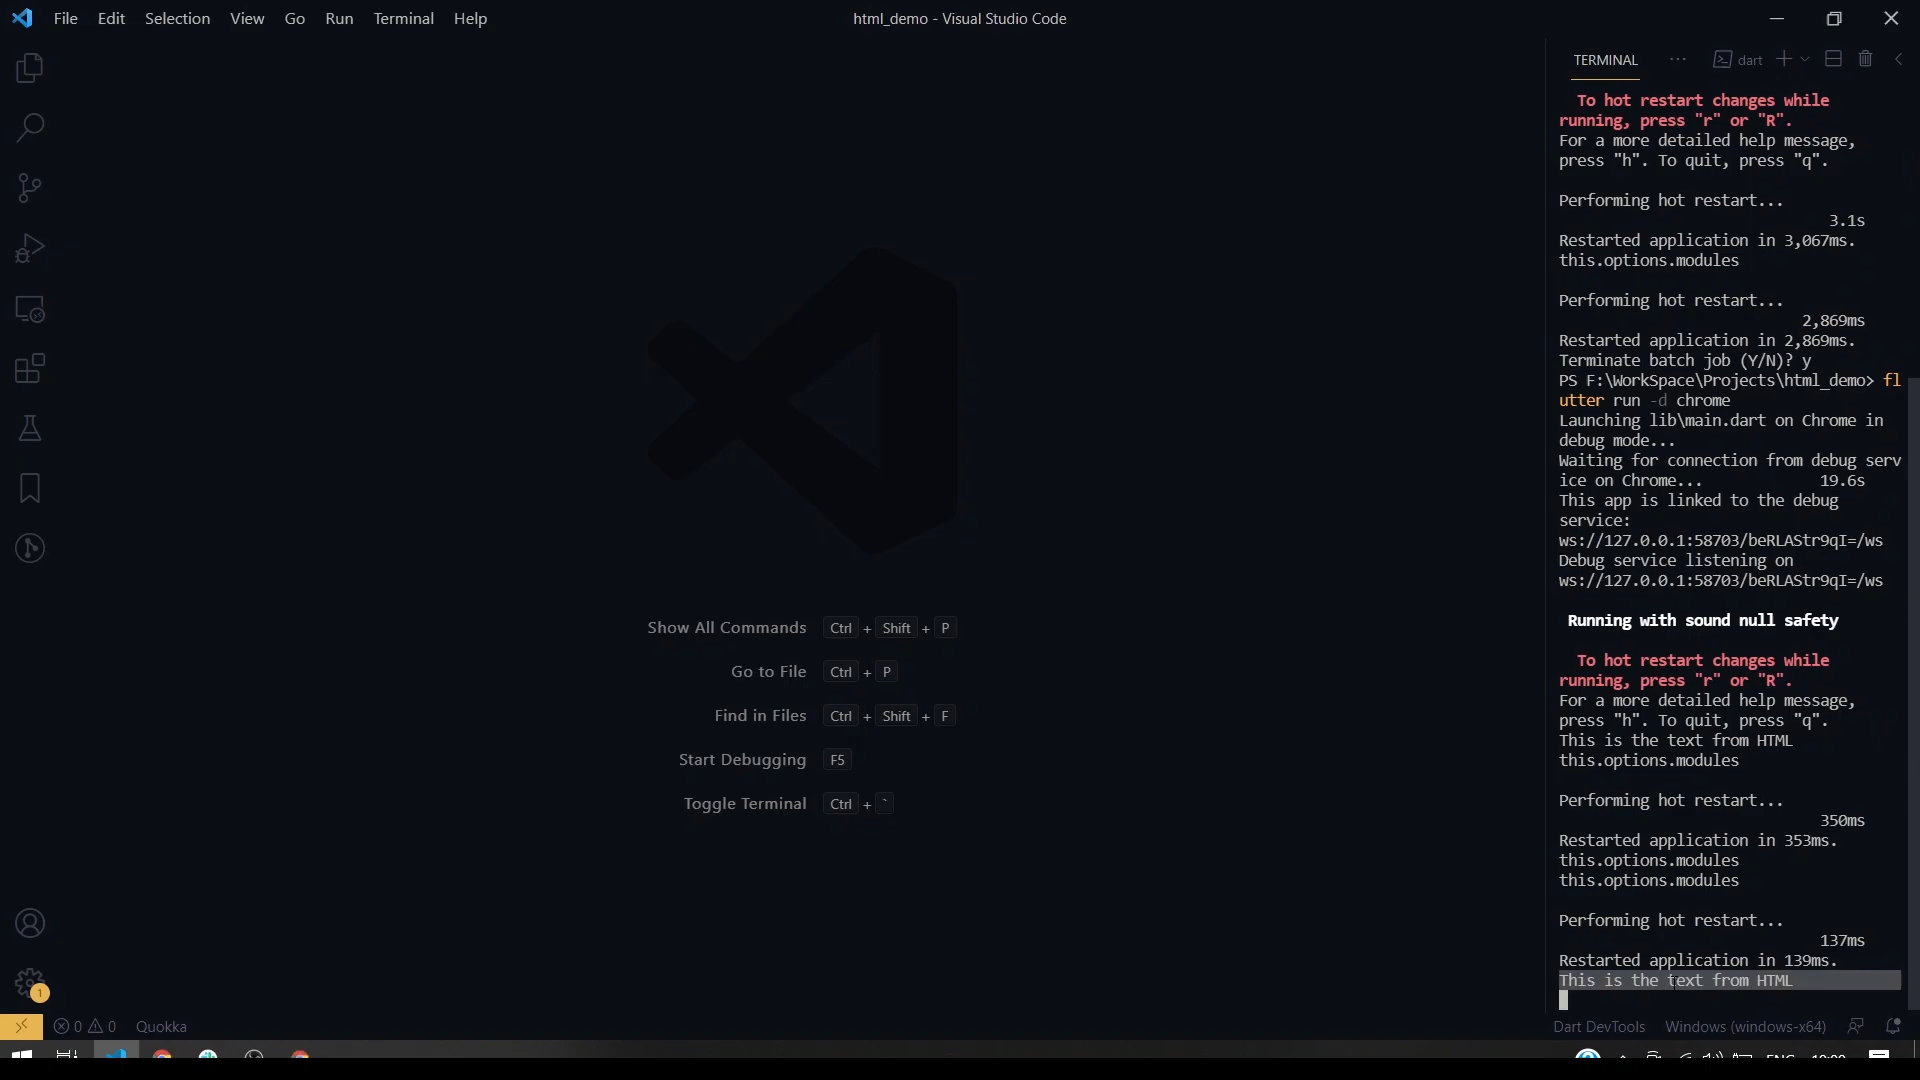 File Edit Selection View Go Run Terminal Help
html_demo - Visual Studio Code
TERMINAL
dart
To hot restart changes while
running, press "r" or "R".
For a more detailed help message,
press "h". To quit, press "q".
Performing hot restart...
3.1s
Restarted application in 3,067ms.
this.options.modules
Performing hot restart...
2,869ms
Restarted application in 2,869ms.
Terminate batch job (Y/N)? y
PS F:\WorkSpace\Projects\html_demo> fl
utter run -d chrome
Launching lib\main.dart on Chrome in
debug mode...
Waiting for connection from debug serv
ice on Chrome... 19.6s
This app is linked to the debug
service:
ws://127.0.0.1:58703/beRLAStr9qI=/ws
Debug service listening on
ws://127.0.0.1:58703/beRLAStr9qI=/ws
Running with sound null safety
To hot restart changes while
running, press "r" or "R".
For a more detailed help message,
press "h". To quit, press "q".
This is the text from HTML
this.options.modules
Performing hot restart...
350ms
Restarted application in 353ms.
this.options.modules
this.options.modules
Performing hot restart...
137ms
Restarted application in 139ms.
This is the text from HTML
Show All Commands Ctrl + Shift + P
Go to File Ctrl + P
Find in Files Ctrl + Shift + F
Start Debugging F5
Toggle Terminal Ctrl + `
1
0 0 Quokka
Dart DevTools Windows (windows-x64)